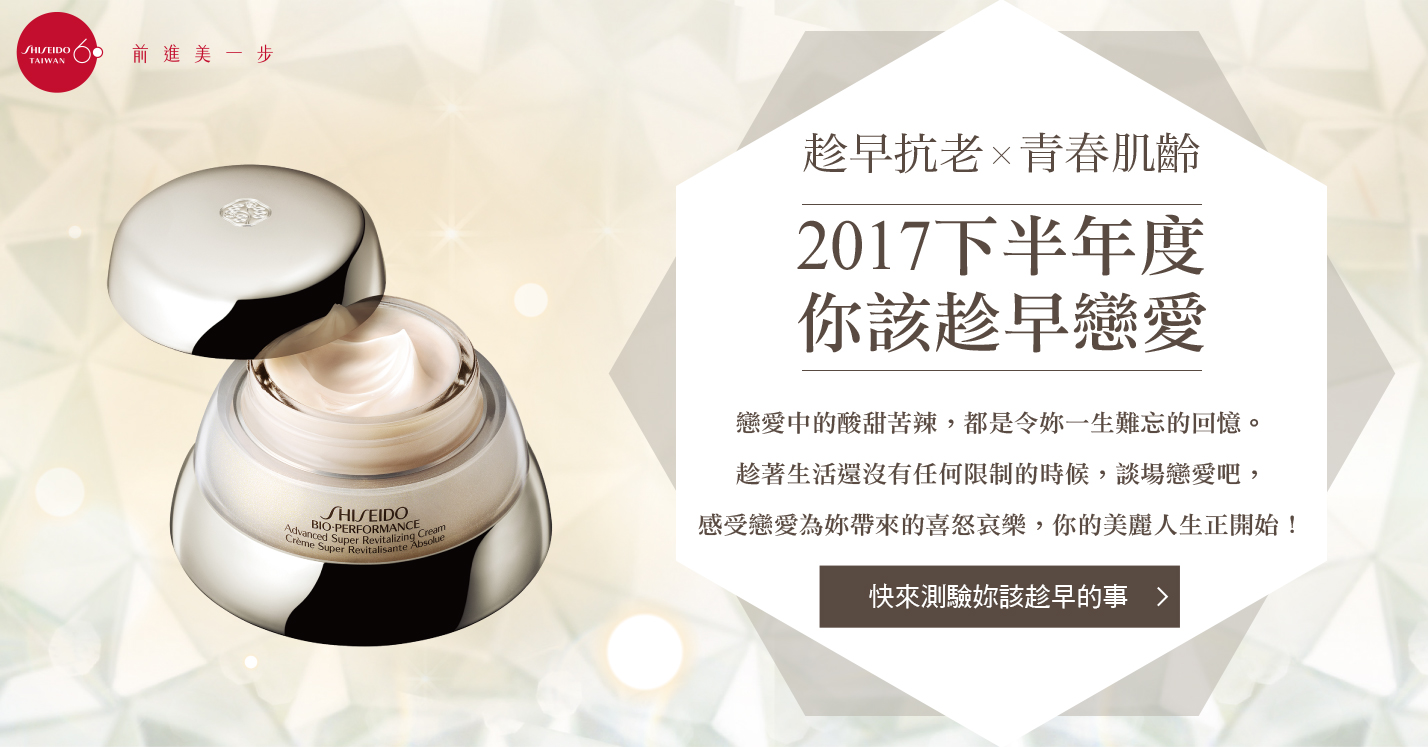 SHISEIDO 60
TAIWAN
前進美一步
趁早抗老×青春肌齡
2017下半年度
你該趁早戀愛
戀愛中的酸甜苦辣，都是令妳一生難忘的回憶。
趁著生活還沒有任何限制的時候，談場戀愛吧，
感受戀愛為妳帶來的喜怒哀樂，你的美麗人生正開始！
快來測驗妳該趁早的事 >
SHISEIDO
BIO-PERFORMANCE
Advanced Super Revitalizing Cream
Crème Super Revitalisante Absolue